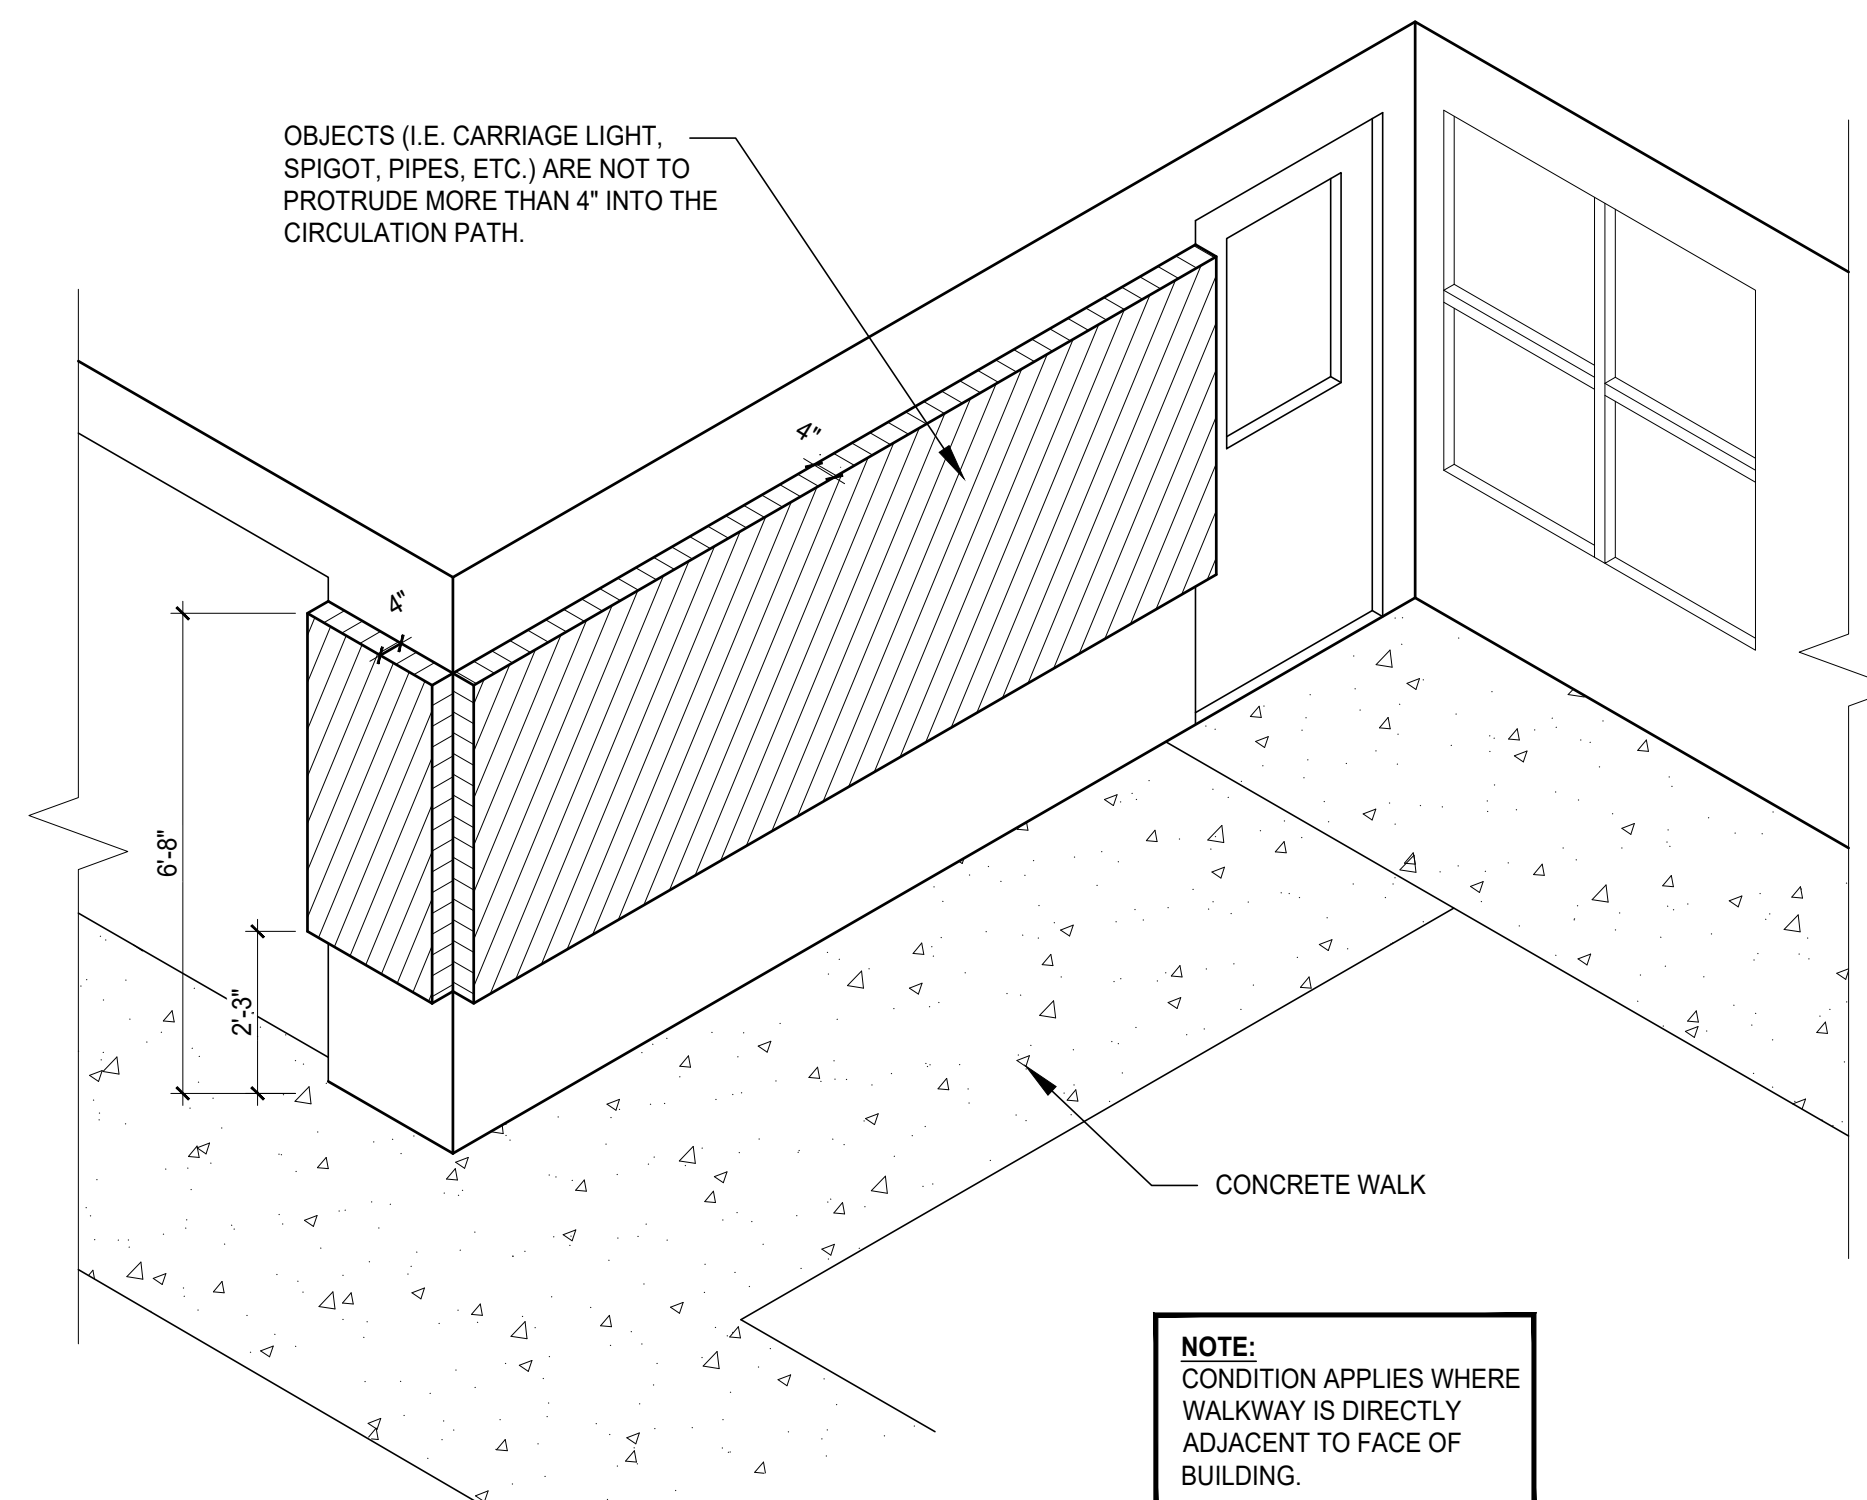 OBJECTS (I.E. CARRIAGE LIGHT,
SPIGOT, PIPES, ETC.) ARE NOT TO
PROTRUDE MORE THAN 4" INTO THE
CIRCULATION PATH.
4"
4"
6'-8"
2'-3"
CONCRETE WALK
NOTE:
CONDITION APPLIES WHERE
WALKWAY IS DIRECTLY
ADJACENT TO FACE OF
BUILDING.